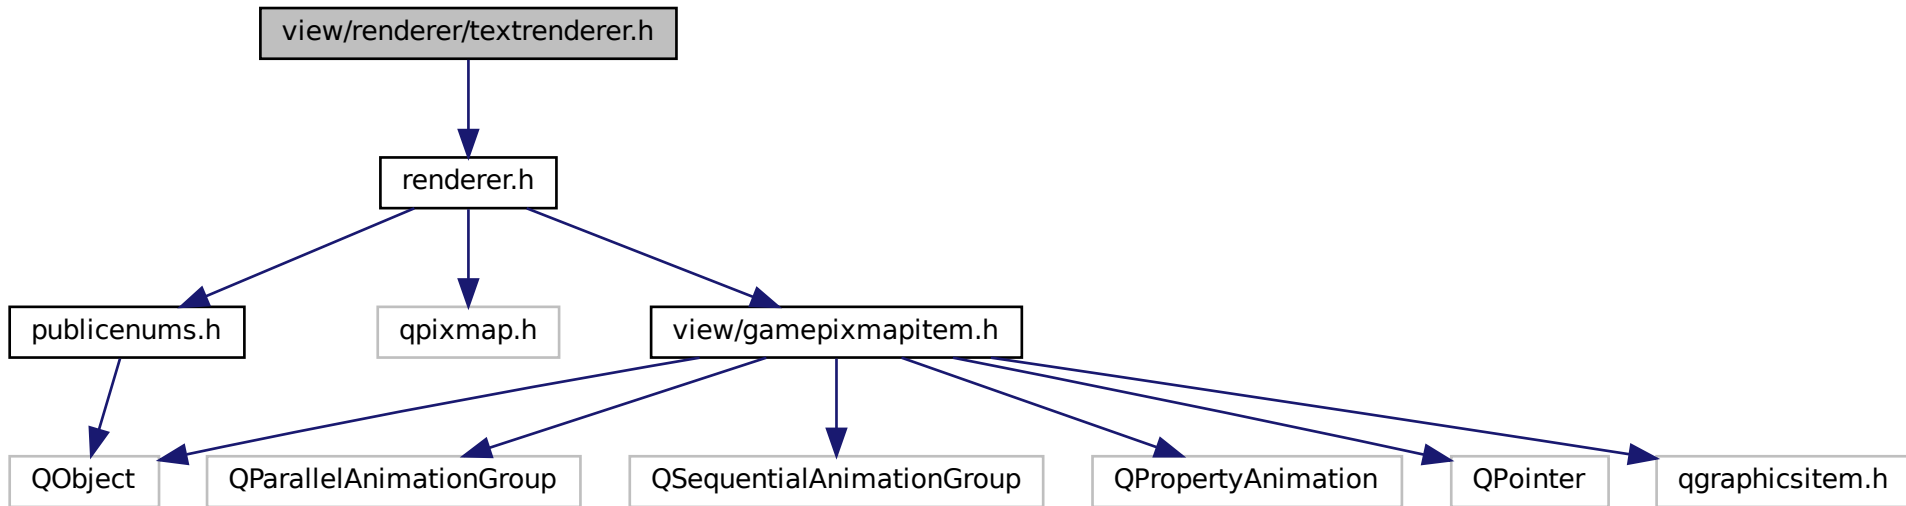 view/renderer/textrenderer.h
renderer.h
publicenums.h
qpixmap.h
view/gamepixmapitem.h
QObject
QParallelAnimationGroup
QSequentialAnimationGroup
QPropertyAnimation
QPointer
qgraphicsitem.h